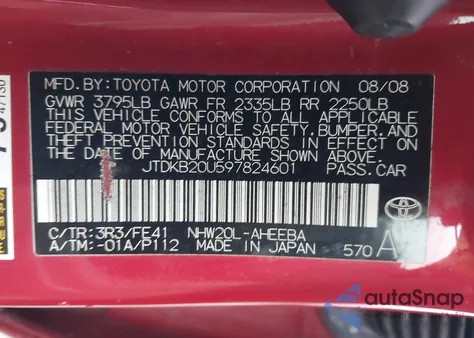 MFD.BY:TOYOTA MOTOR CORPORATION 08/08
GVWR 3795LB GAWR FR 2335LB RR 2250LB
THIS VEHICLE CONFORMS TO ALL APPLICABLE
FEDERAL MOTOR VEHICLE SAFETY,BUMPER,AND
THEFT PREVENTION STANDARDS IN EFFECT ON
THE DATE OF MANUFACTURE SHOWN ABOVE.
JTDKB20U597824601 PASS.CAR
C/TR:3R3/FE41 NHW20L-AHEEBA
A/TM:-01A/P112 MADE IN JAPAN 570
TOYOTA
autoSnap